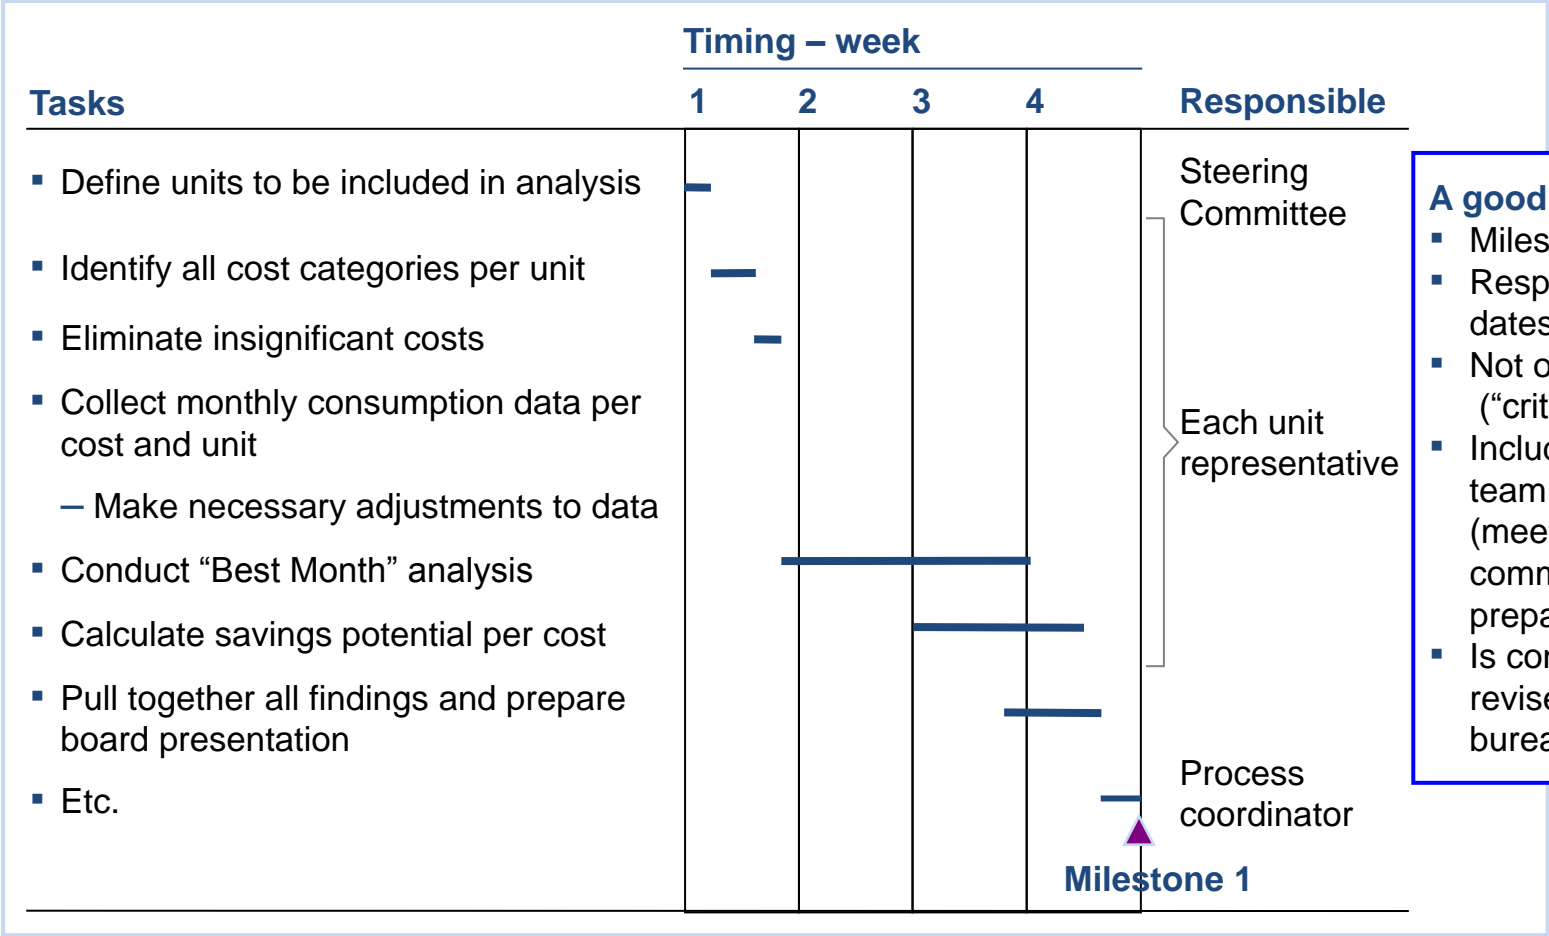 Timing – week
Tasks
1 2 3 4
Responsible
Define units to be included in analysis
Identify all cost categories per unit
Eliminate insignificant costs
Collect monthly consumption data per
cost and unit
– Make necessary adjustments to data
Conduct “Best Month” analysis
Calculate savings potential per cost
Pull together all findings and prepare
board presentation
Etc.
Steering
Committee
Each unit
representative
Process
coordinator
Milestone 1
A good
dates
Not
team